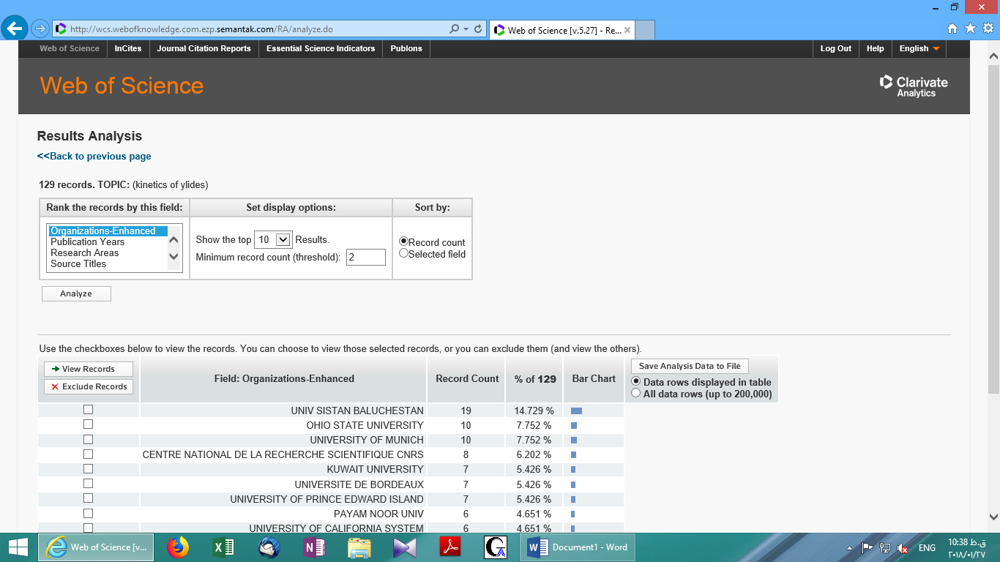 http://wcs.webofknowledge.com.ezp.semantak.com/RA/analyze.do
Web of Science [v.5.27] - Re...
Web of Science InCites Journal Citation Reports Essential Science Indicators Publons Log Out Help English
Web of Science
Clarivate
Analytics
Results Analysis
<<Back to previous page
129 records. TOPIC: (kinetics of ylides)
Rank the records by this field: Set display options: Sort by:
Organizations-Enhanced
Publication Years
Research Areas
Source Titles
Show the top 10 Results.
Minimum record count (threshold): 2
Record count
Selected field
Analyze
Use the checkboxes below to view the records. You can choose to view those selected records, or you can exclude them (and view the others).
View Records
Exclude Records
Field: Organizations-Enhanced Record Count % of 129 Bar Chart
Save Analysis Data to File
Data rows displayed in table
All data rows (up to 200,000)
UNIV SISTAN BALUCHESTAN 19 14.729 %
OHIO STATE UNIVERSITY 10 7.752 %
UNIVERSITY OF MUNICH 10 7.752 %
CENTRE NATIONAL DE LA RECHERCHE SCIENTIFIQUE CNRS 8 6.202 %
KUWAIT UNIVERSITY 7 5.426 %
UNIVERSITE DE BORDEAUX 7 5.426 %
UNIVERSITY OF PRINCE EDWARD ISLAND 7 5.426 %
PAYAM NOOR UNIV 6 4.651 %
UNIVERSITY OF CALIFORNIA SYSTEM 6 4.651 %
Web of Science [v... Document1 - Word ENG
10:38 ق.ظ
۲۰۱۸/۰۱/۲۷